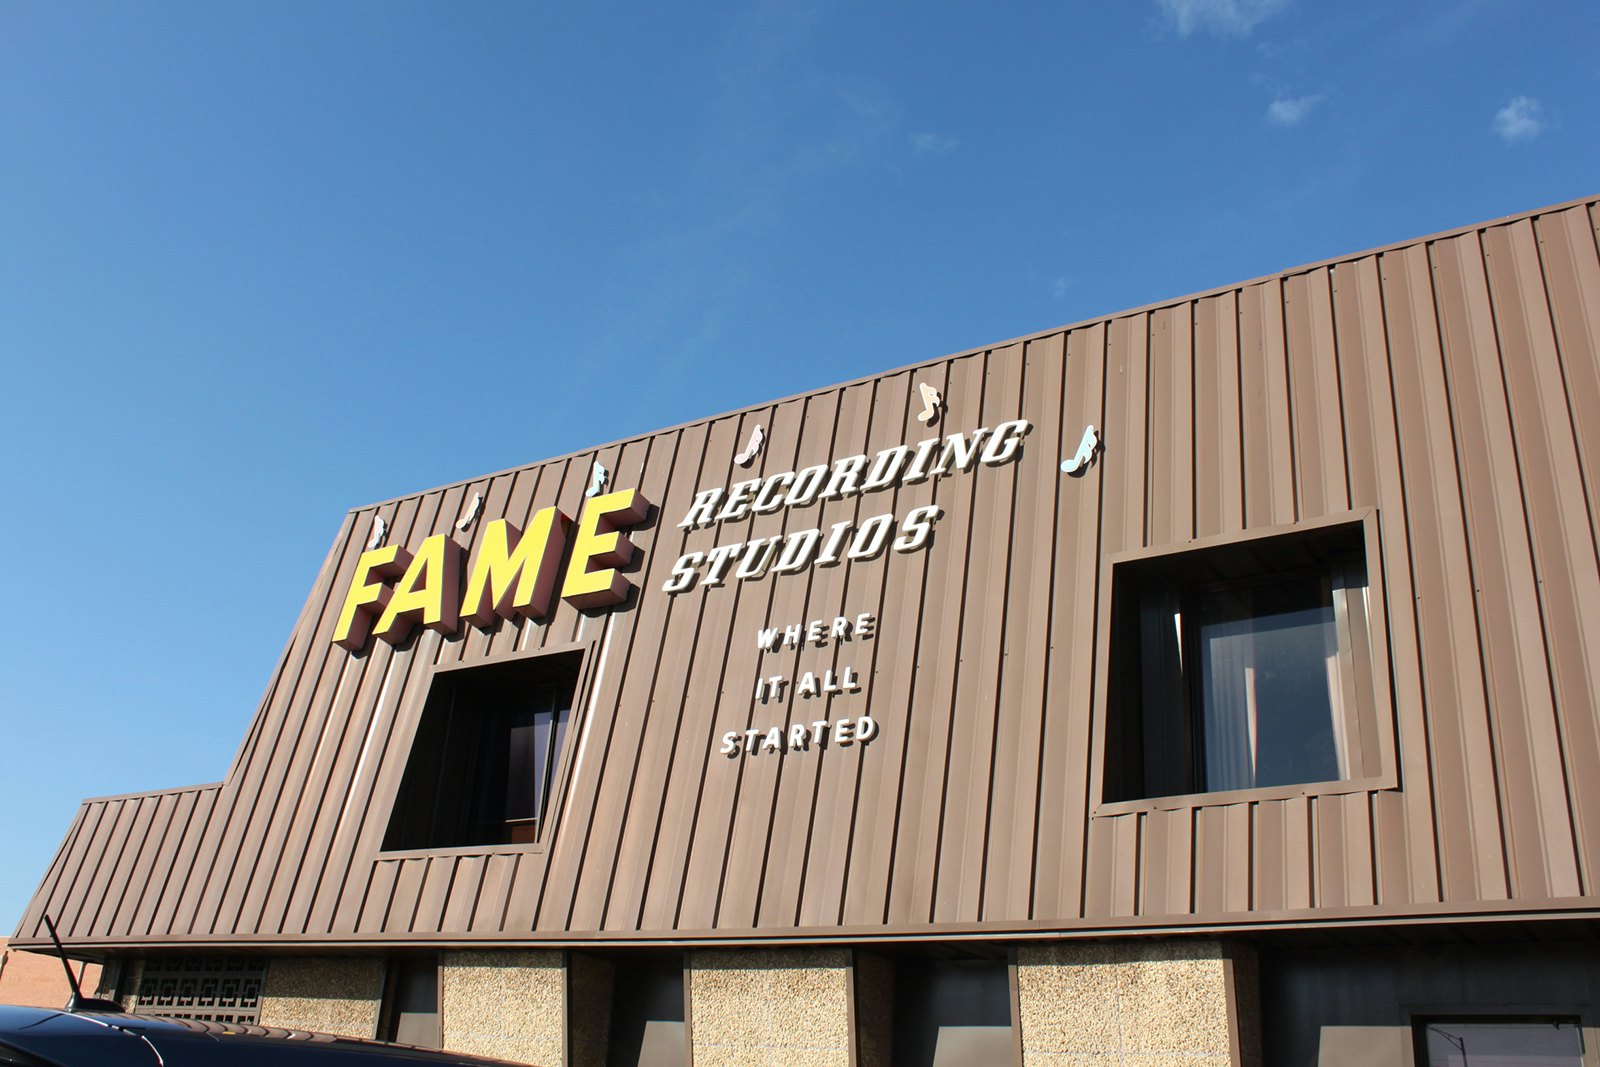 FAME
RECORDING
STUDIOS
WHERE
IT ALL
STARTED